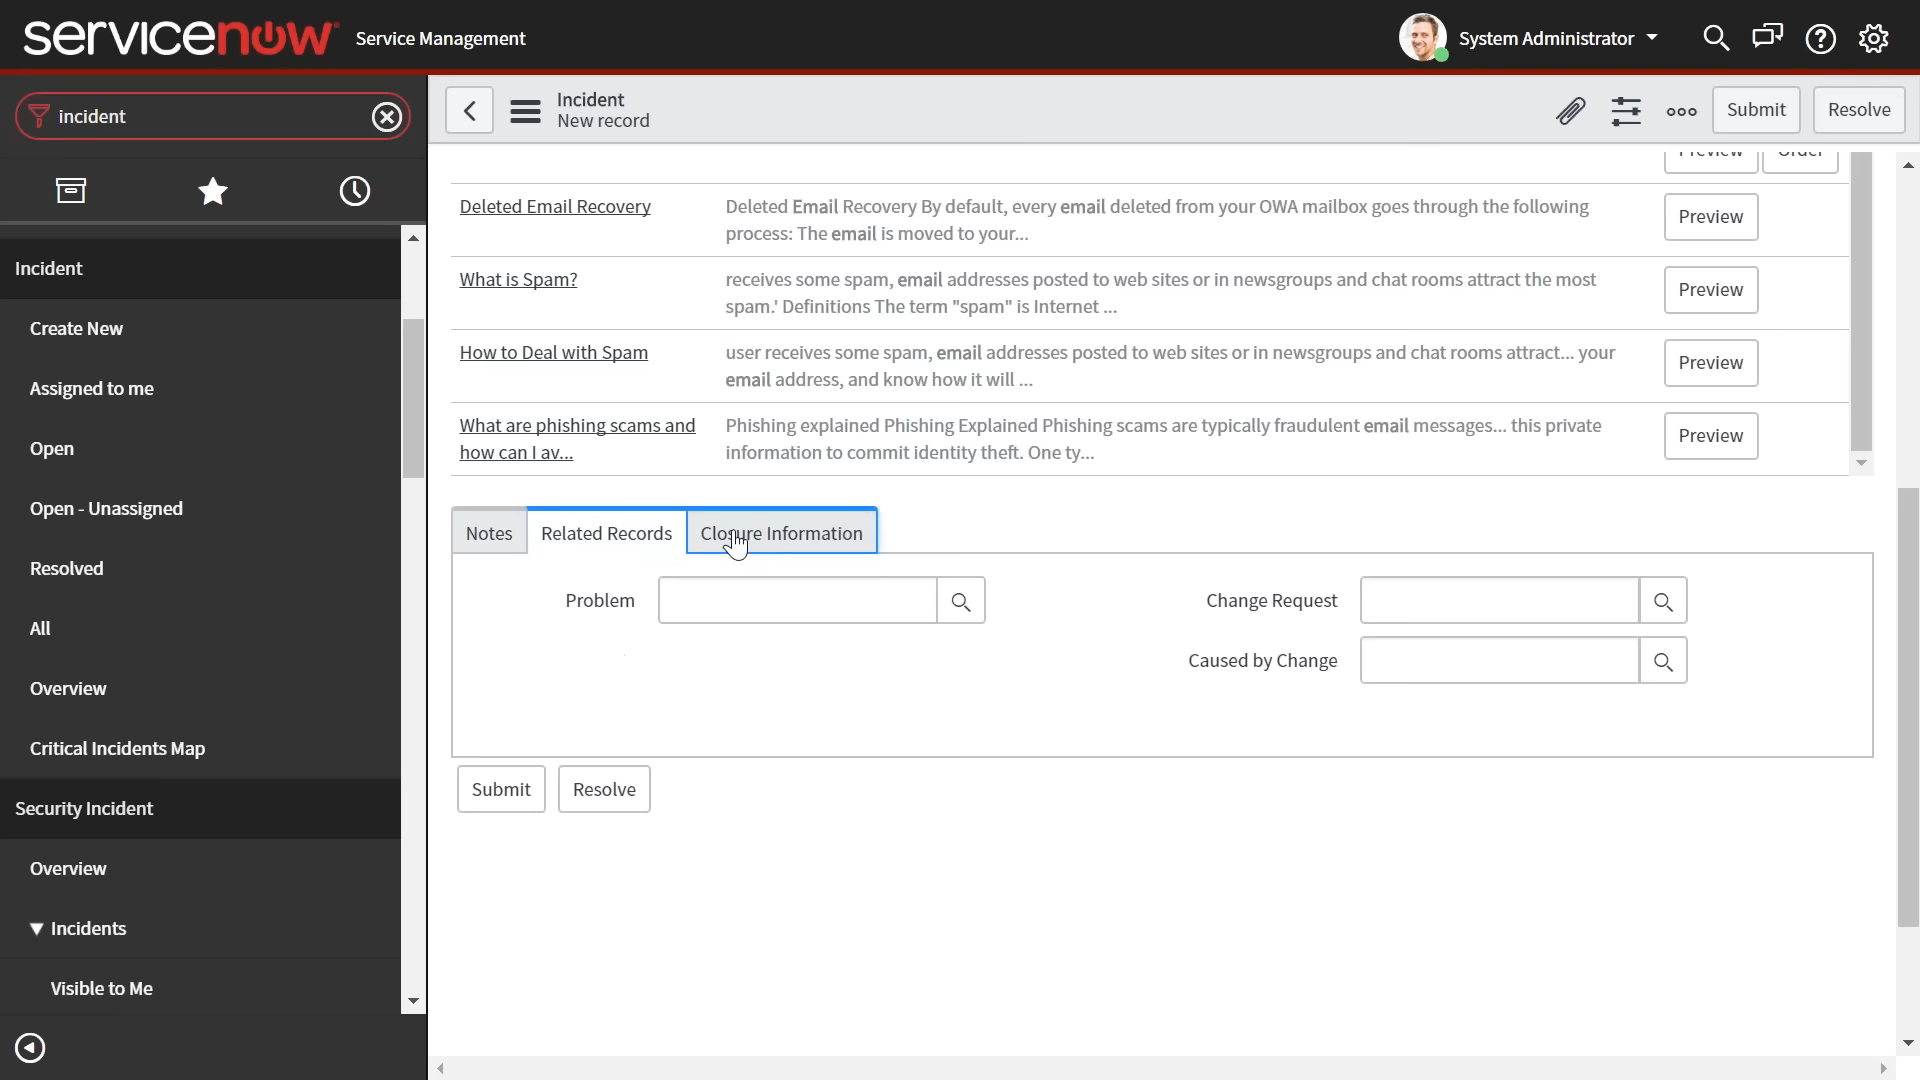 servicenow Service Management
System Administrator
incident
Incident
New record
Submit
Resolve
Incident
Create New
Assigned to me
Open
Open - Unassigned
Resolved
All
Overview
Critical Incidents Map
Security Incident
Overview
Incidents
Visible to Me
Preview
Order
Deleted Email Recovery
Deleted Email Recovery By default, every email deleted from your OWA mailbox goes through the following
process: The email is moved to your...
Preview
What is Spam?
receives some spam, email addresses posted to web sites or in newsgroups and chat rooms attract the most
spam.' Definitions The term "spam" is Internet ...
Preview
How to Deal with Spam
user receives some spam, email addresses posted to web sites or in newsgroups and chat rooms attract... your
email address, and know how it will ...
Preview
What are phishing scams and
how can I av...
Phishing explained Phishing Explained Phishing scams are typically fraudulent email messages... this private
information to commit identity theft. One ty...
Preview
Notes
Related Records
Closure Information
Problem
Change Request
Caused by Change
Submit
Resolve